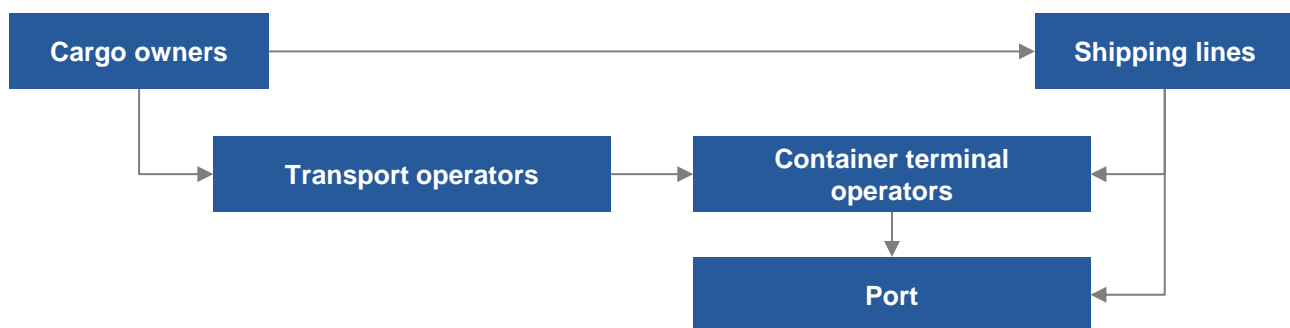 Cargo owners
Shipping lines
Transport operators
Container terminal
operators
Port